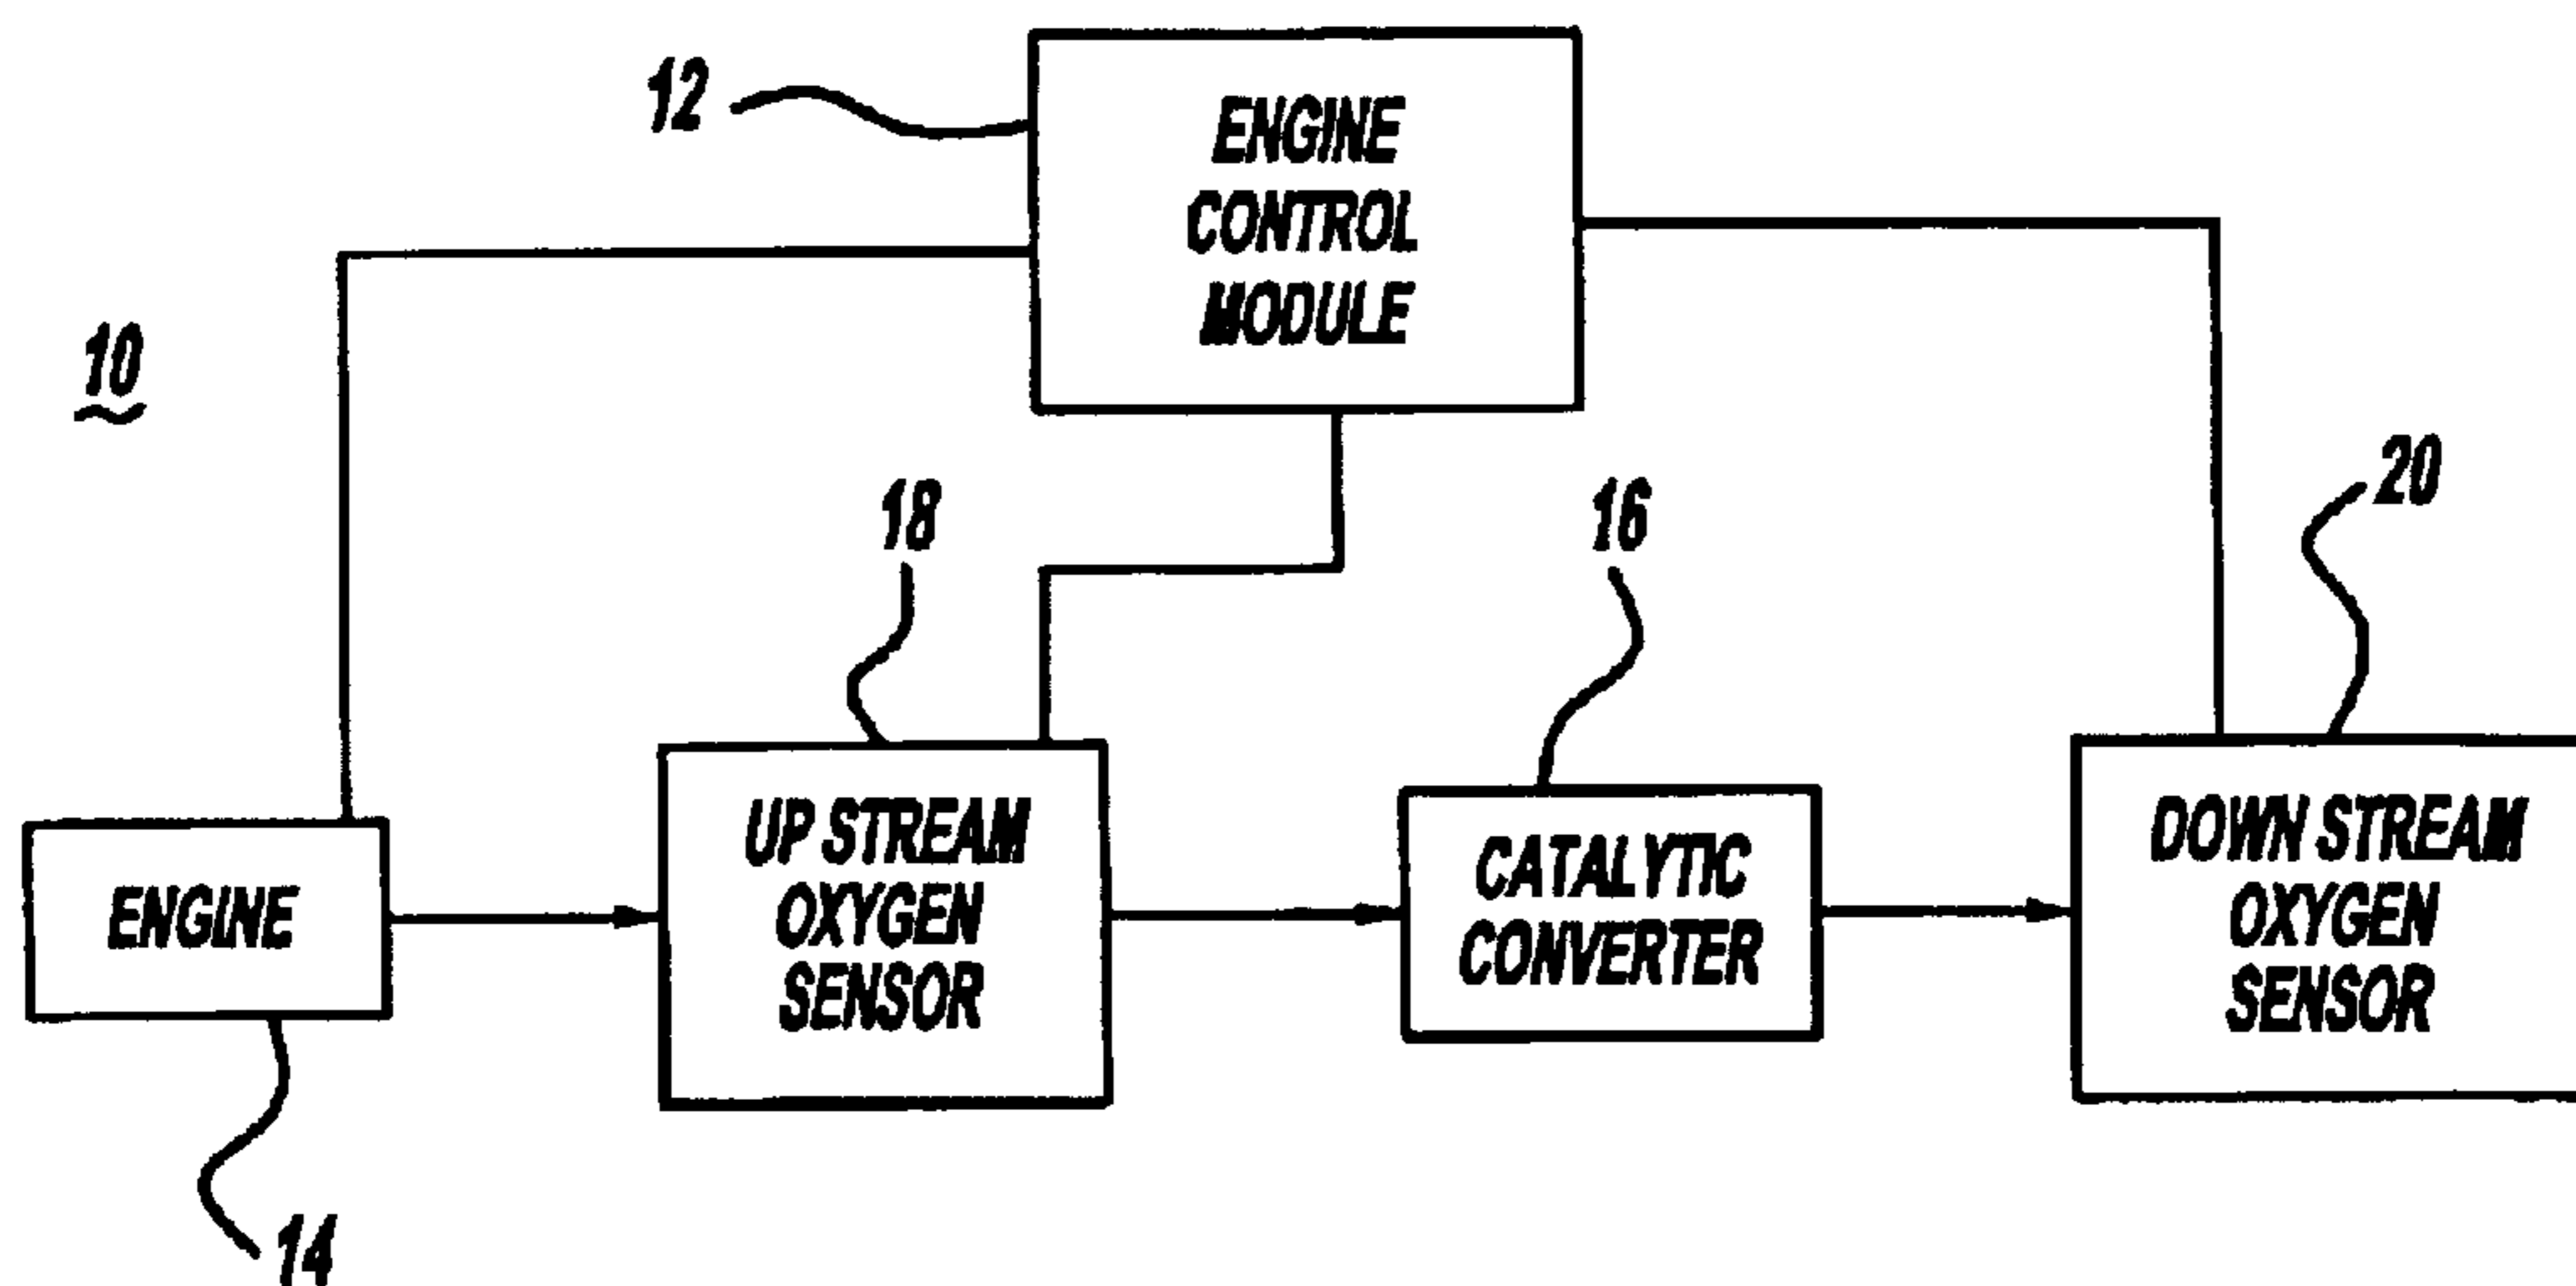 12
ENGINE
CONTROL
MODULE
10
18
16
20
ENGINE
UP STREAM
OXYGEN
SENSOR
CATALYTIC
CONVERTER
DOWN STREAM
OXYGEN
SENSOR
14